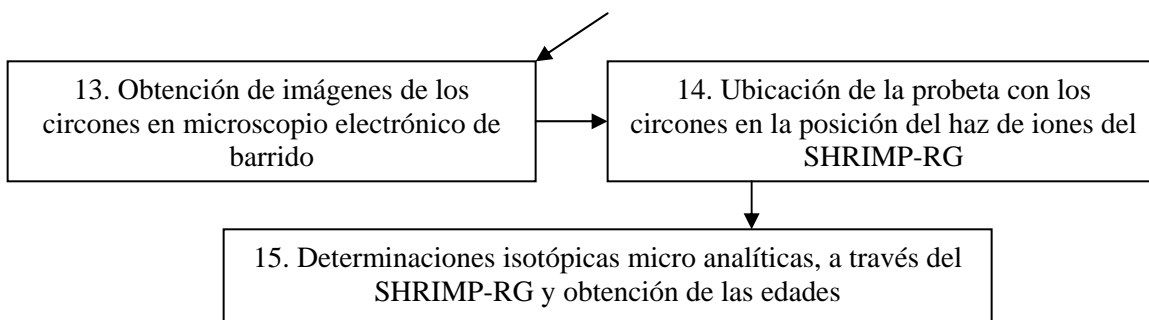 13. Obtención de imágenes de los
circones en microscopio electrónico de
barrido
14. Ubicación de la probeta con los
circones en la posición del haz de iones del
SHRIMP-RG
15. Determinaciones isotópicas micro analíticas, a través del
SHRIMP-RG y obtención de las edades